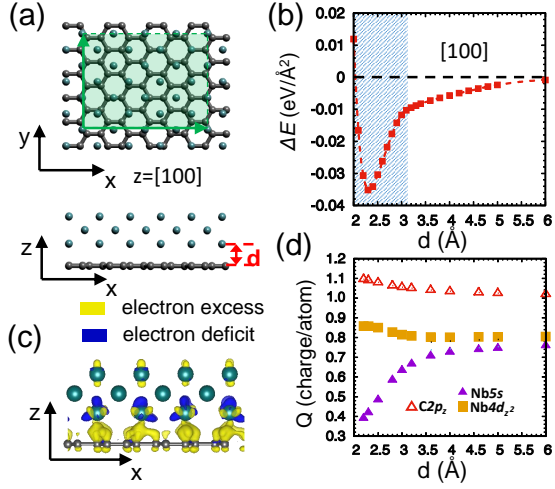 (a)
y
x
z=[100]
z
x
d
electron excess
electron deficit
(c)
z
x
(b)
ΔE (eV/Å²)
0.02
0.01
0
-0.01
-0.02
-0.03
-0.04
[100]
2 2.5 3 3.5 4 4.5 5 5.5 6
d (Å)
(d)
Q (charge/atom)
1.2
1.1
1.0
0.9
0.8
0.7
0.6
0.5
0.4
0.3
C2p_z
Nb5s
Nb4d_z²
2 2.5 3 3.5 4 4.5 5 5.5 6
d (Å)